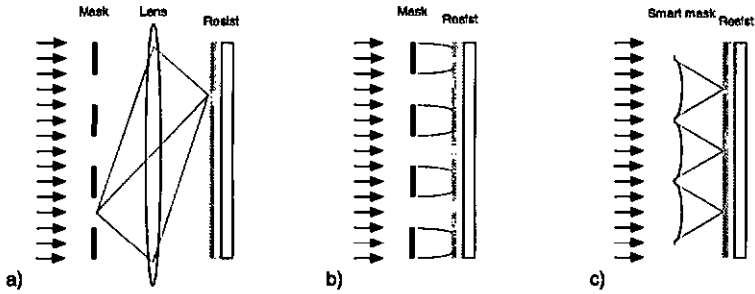 Mask
Lens
Resist
a)
Mask
Resist
b)
Smart mask
Resist
c)